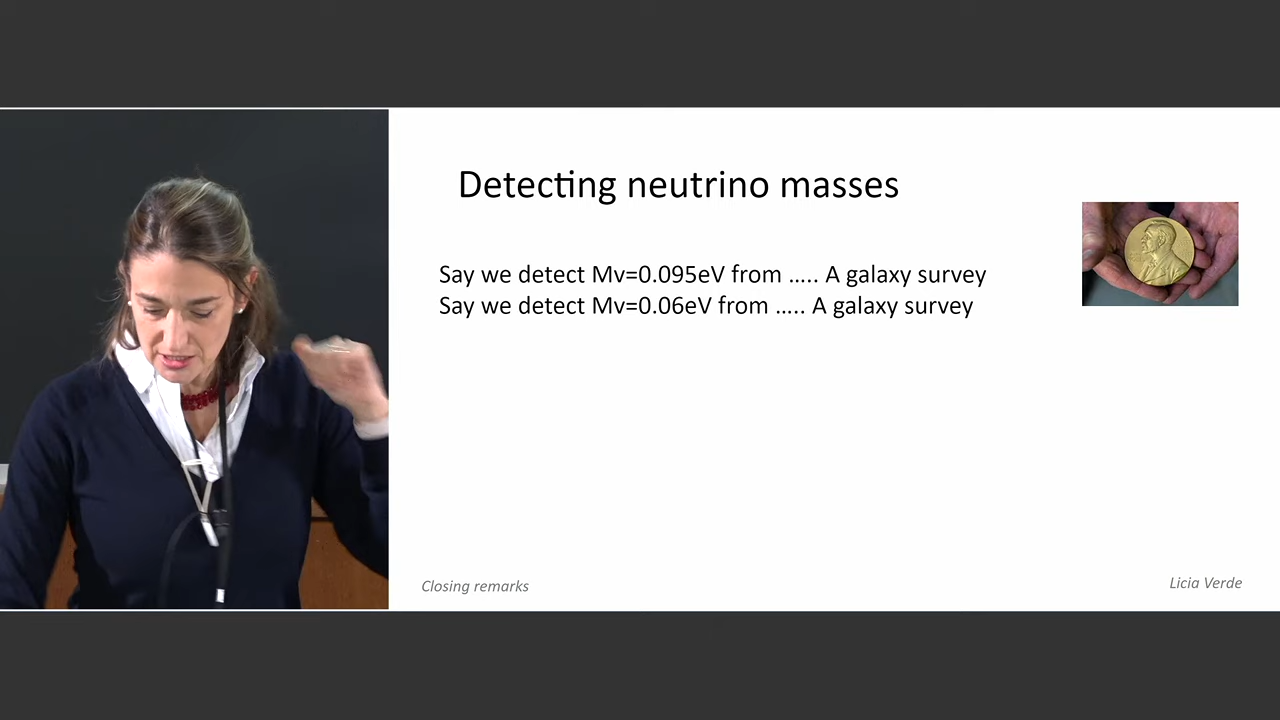 Detecting neutrino masses
Say we detect Mv=0.095eV from ..... A galaxy survey
Say we detect Mv=0.06eV from ..... A galaxy survey
Closing remarks
Licia Verde